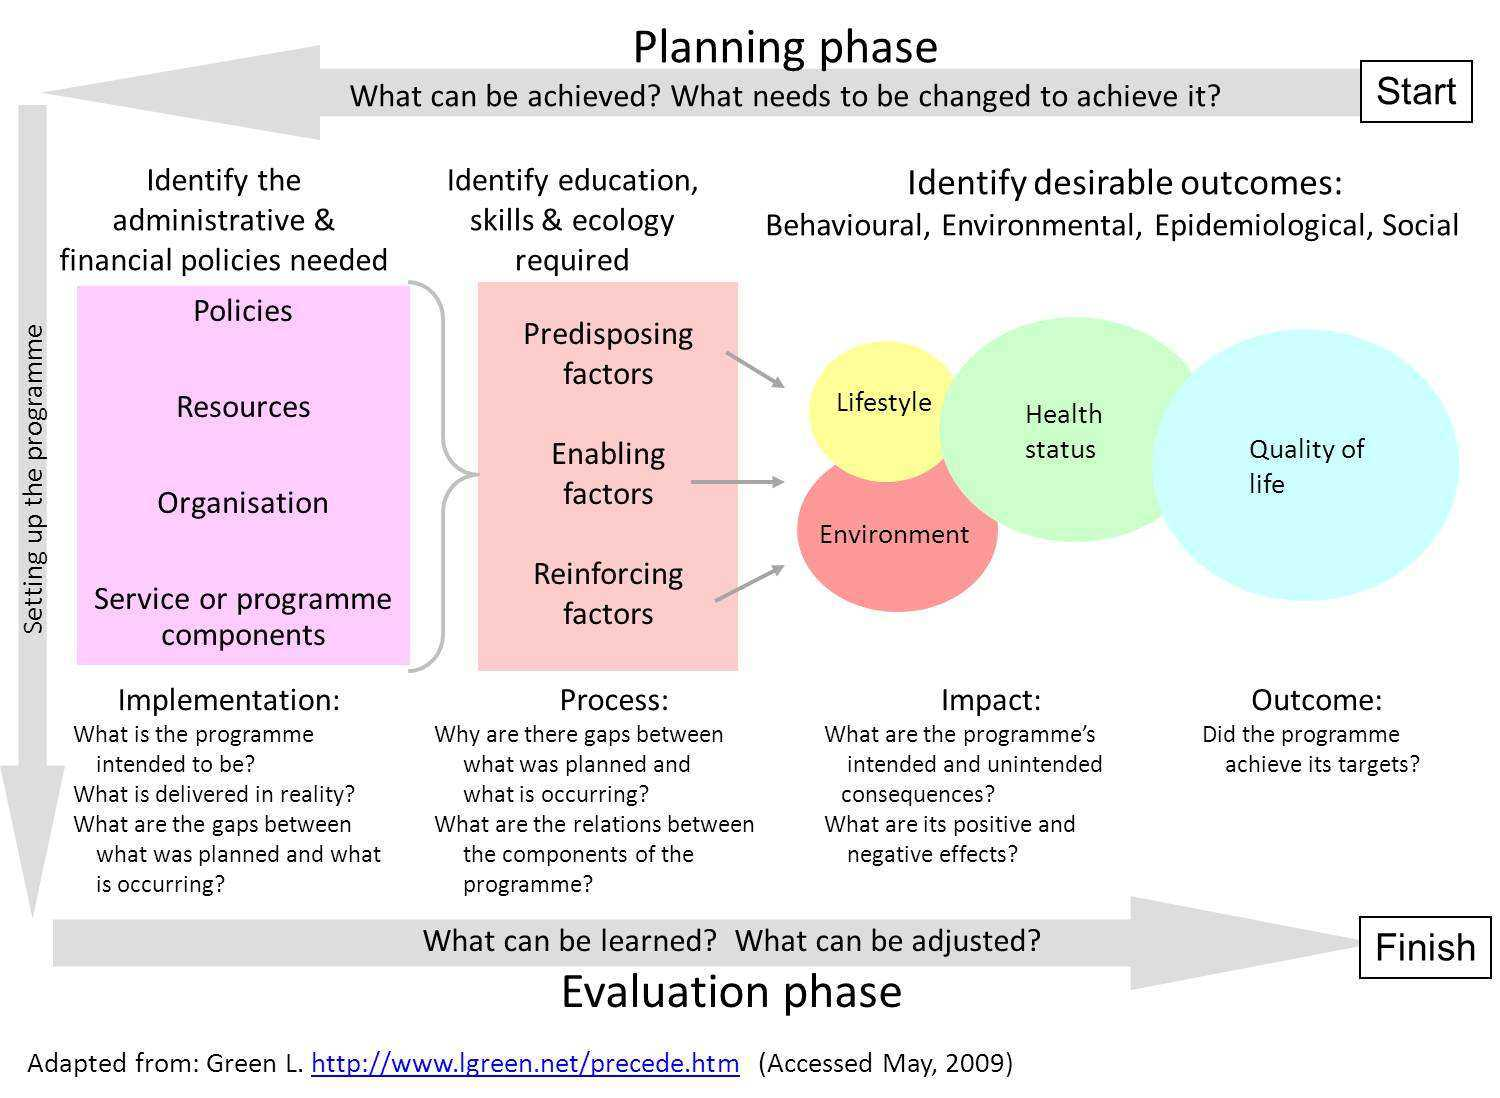 Planning phase
What can be achieved? What needs to be changed to achieve it?
Start
Identify the
administrative &
financial policies needed
Identify education,
skills & ecology
required
Identify desirable outcomes:
Behavioural, Environmental, Epidemiological, Social
Setting up the programme
Policies
Resources
Organisation
Service or programme
components
Predisposing
factors
Enabling
factors
Reinforcing
factors
Lifestyle
Environment
Health
status
Quality of
life
Implementation:
What is the programme
intended to be?
What is delivered in reality?
What are the gaps between
what was planned and what
is occurring?
Process:
Why are there gaps between
what was planned and
what is occurring?
What are the relations between
the components of the
programme?
Impact:
What are the programme’s
intended and unintended
consequences?
What are its positive and
negative effects?
Outcome:
Did the programme
achieve its targets?
What can be learned?  What can be adjusted?
Finish
Evaluation phase
Adapted from: Green L. http://www.lgreen.net/precede.htm  (Accessed May, 2009)